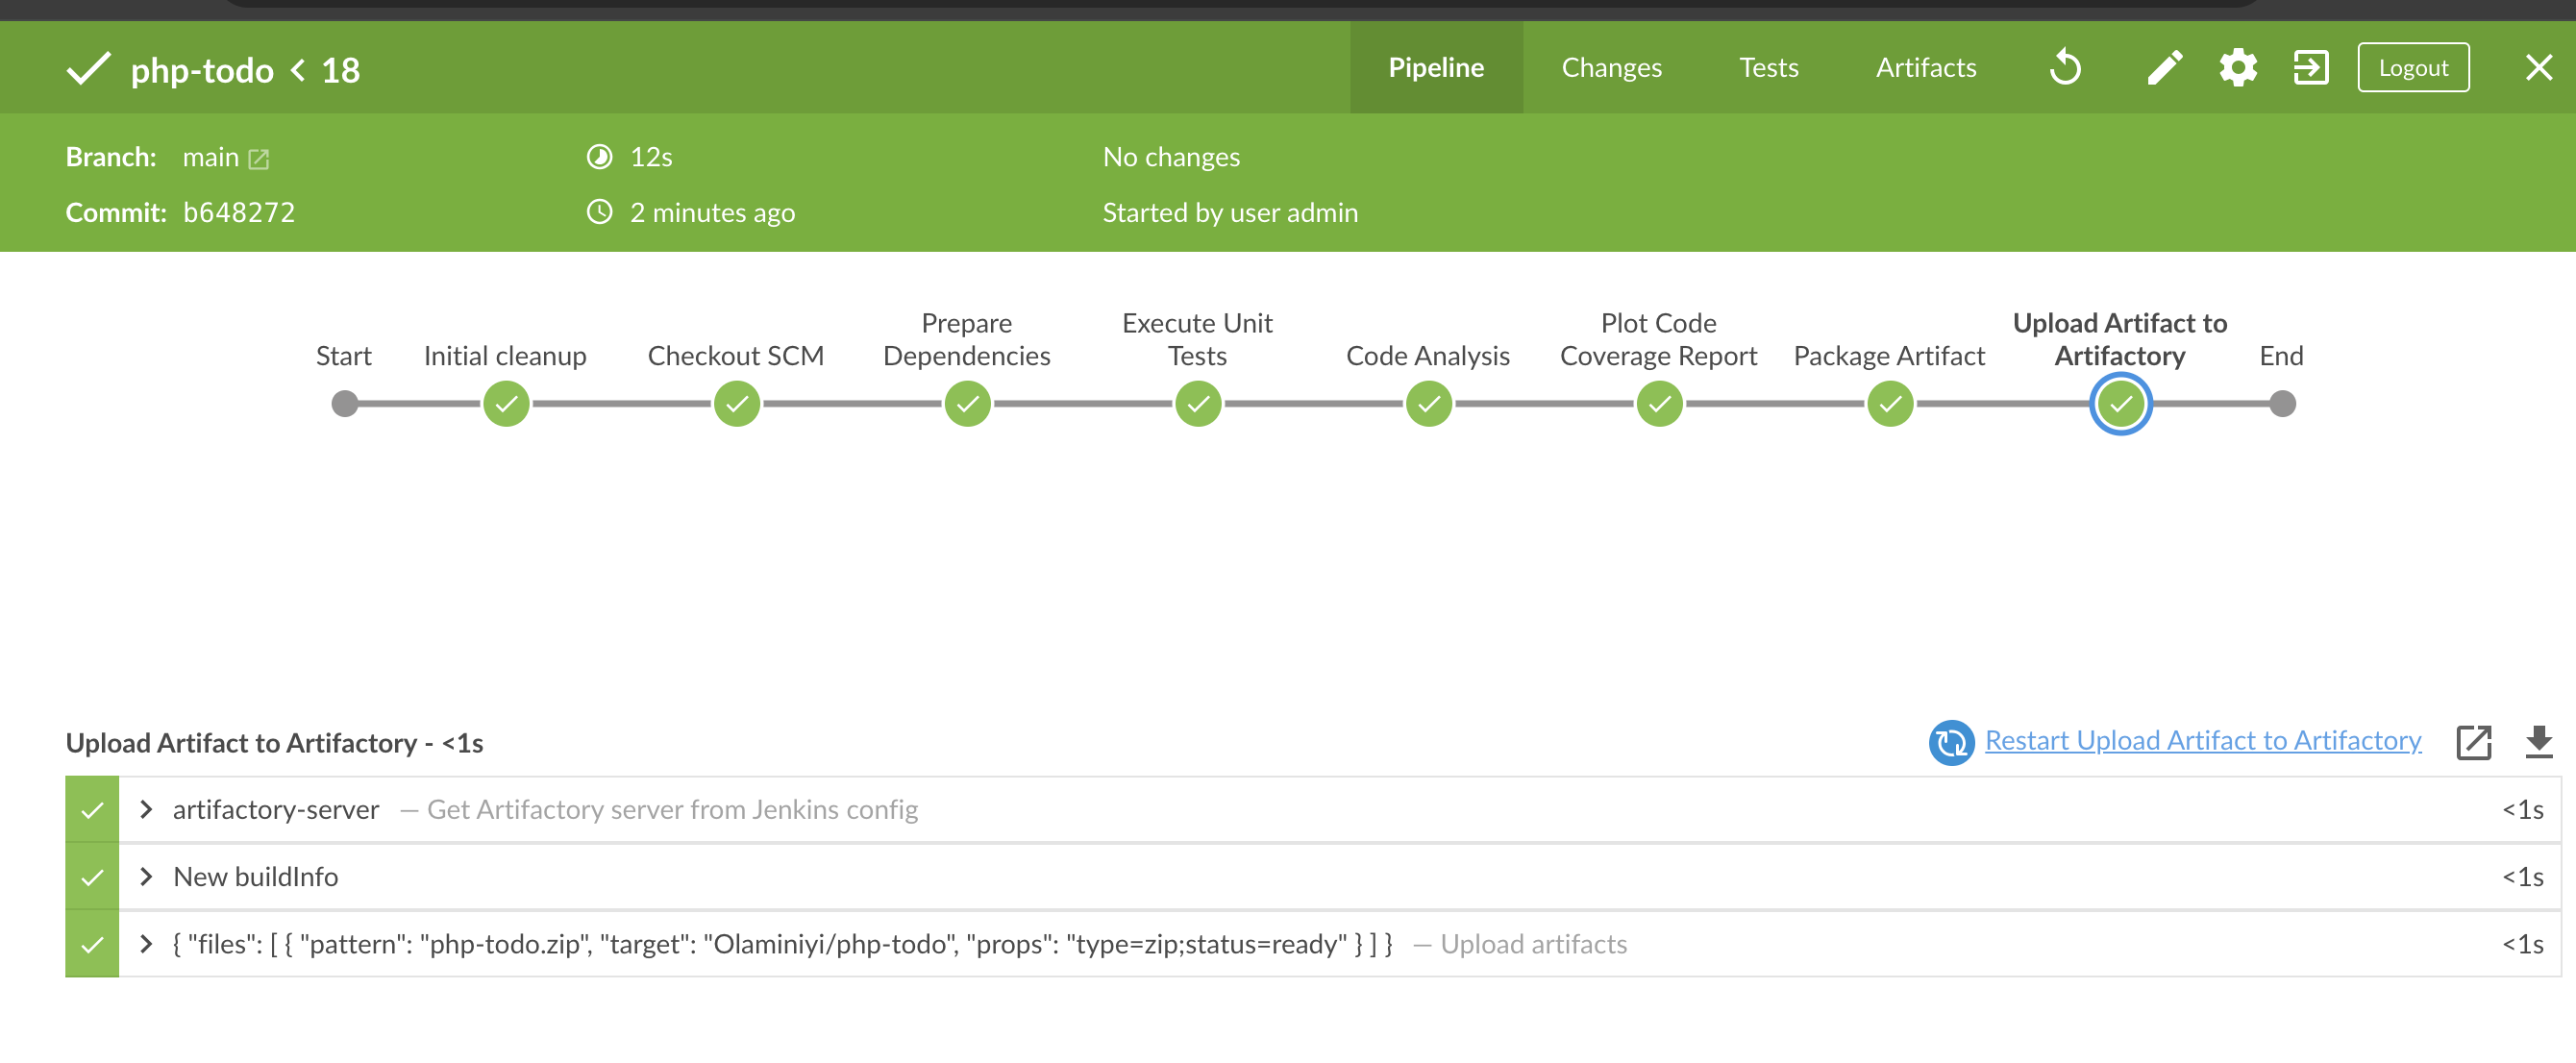 php-todo < 18
Pipeline
Changes
Tests
Artifacts
Logout
Branch: main
12s
No changes
Commit: b648272
2 minutes ago
Started by user admin
Start
Initial cleanup
Checkout SCM
Prepare
Dependencies
Execute Unit
Tests
Code Analysis
Plot Code
Coverage Report
Package Artifact
Upload Artifact to
Artifactory
End
Upload Artifact to Artifactory - <1s
Restart Upload Artifact to Artifactory
artifactory-server — Get Artifactory server from Jenkins config <1s
New buildInfo <1s
{ "files": [ { "pattern": "php-todo.zip", "target": "Olaminiyi/php-todo", "props": "type=zip;status=ready" } ] } — Upload artifacts <1s